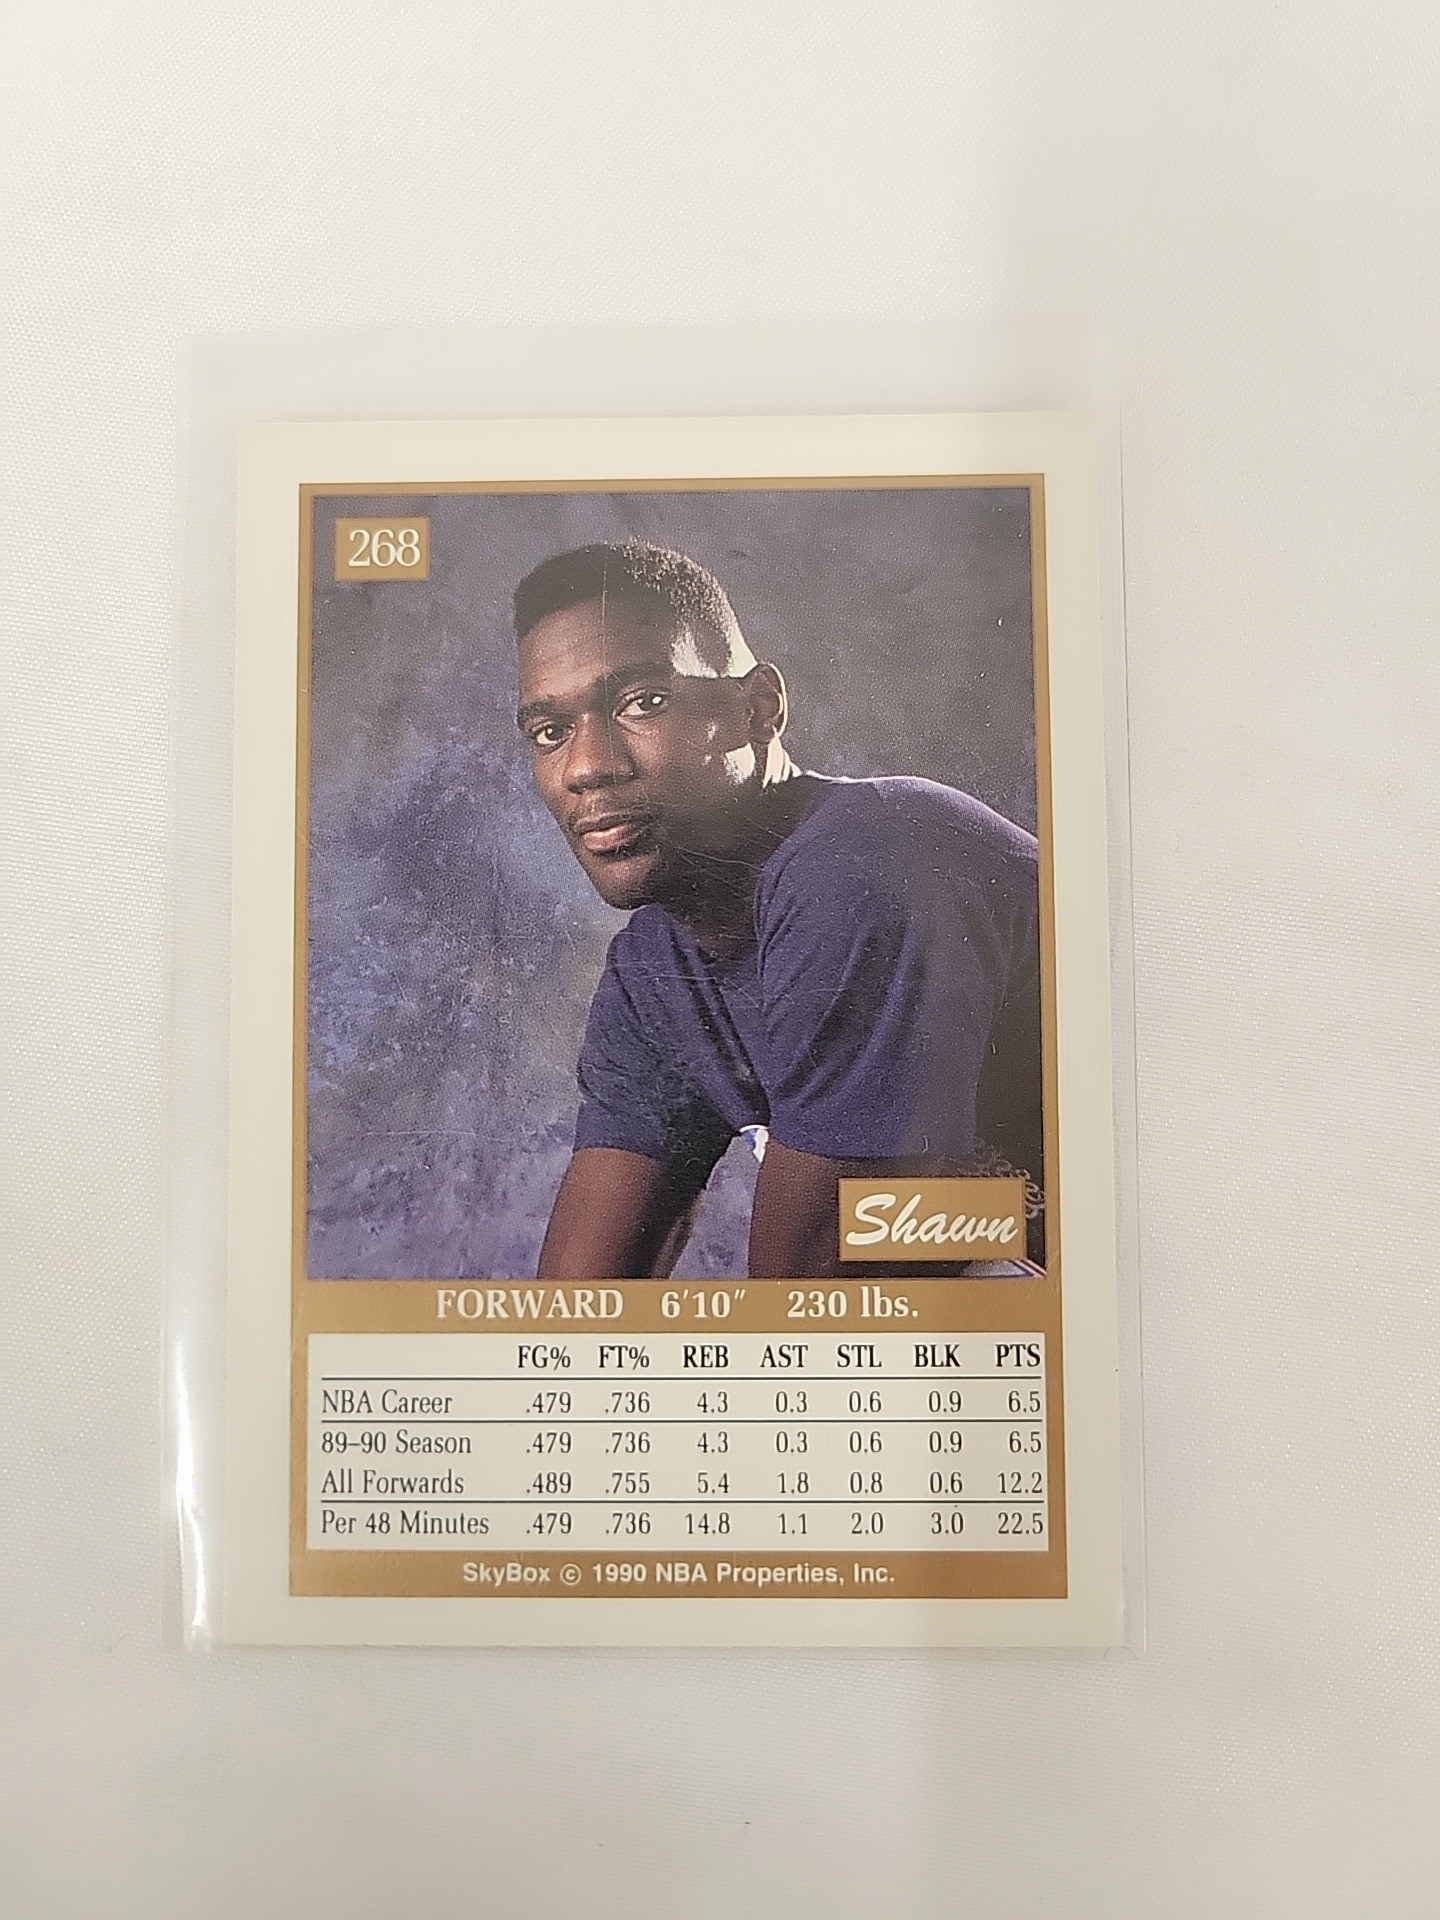 268
Shawn
FORWARD 6'10" 230 lbs.
FG% FT% REB AST STL BLK PTS
NBA Career .479 .736 4.3 0.3 0.6 0.9 6.5
89–90 Season .479 .736 4.3 0.3 0.6 0.9 6.5
All Forwards .489 .755 5.4 1.8 0.8 0.6 12.2
Per 48 Minutes .479 .736 14.8 1.1 2.0 3.0 22.5
SkyBox © 1990 NBA Properties, Inc.